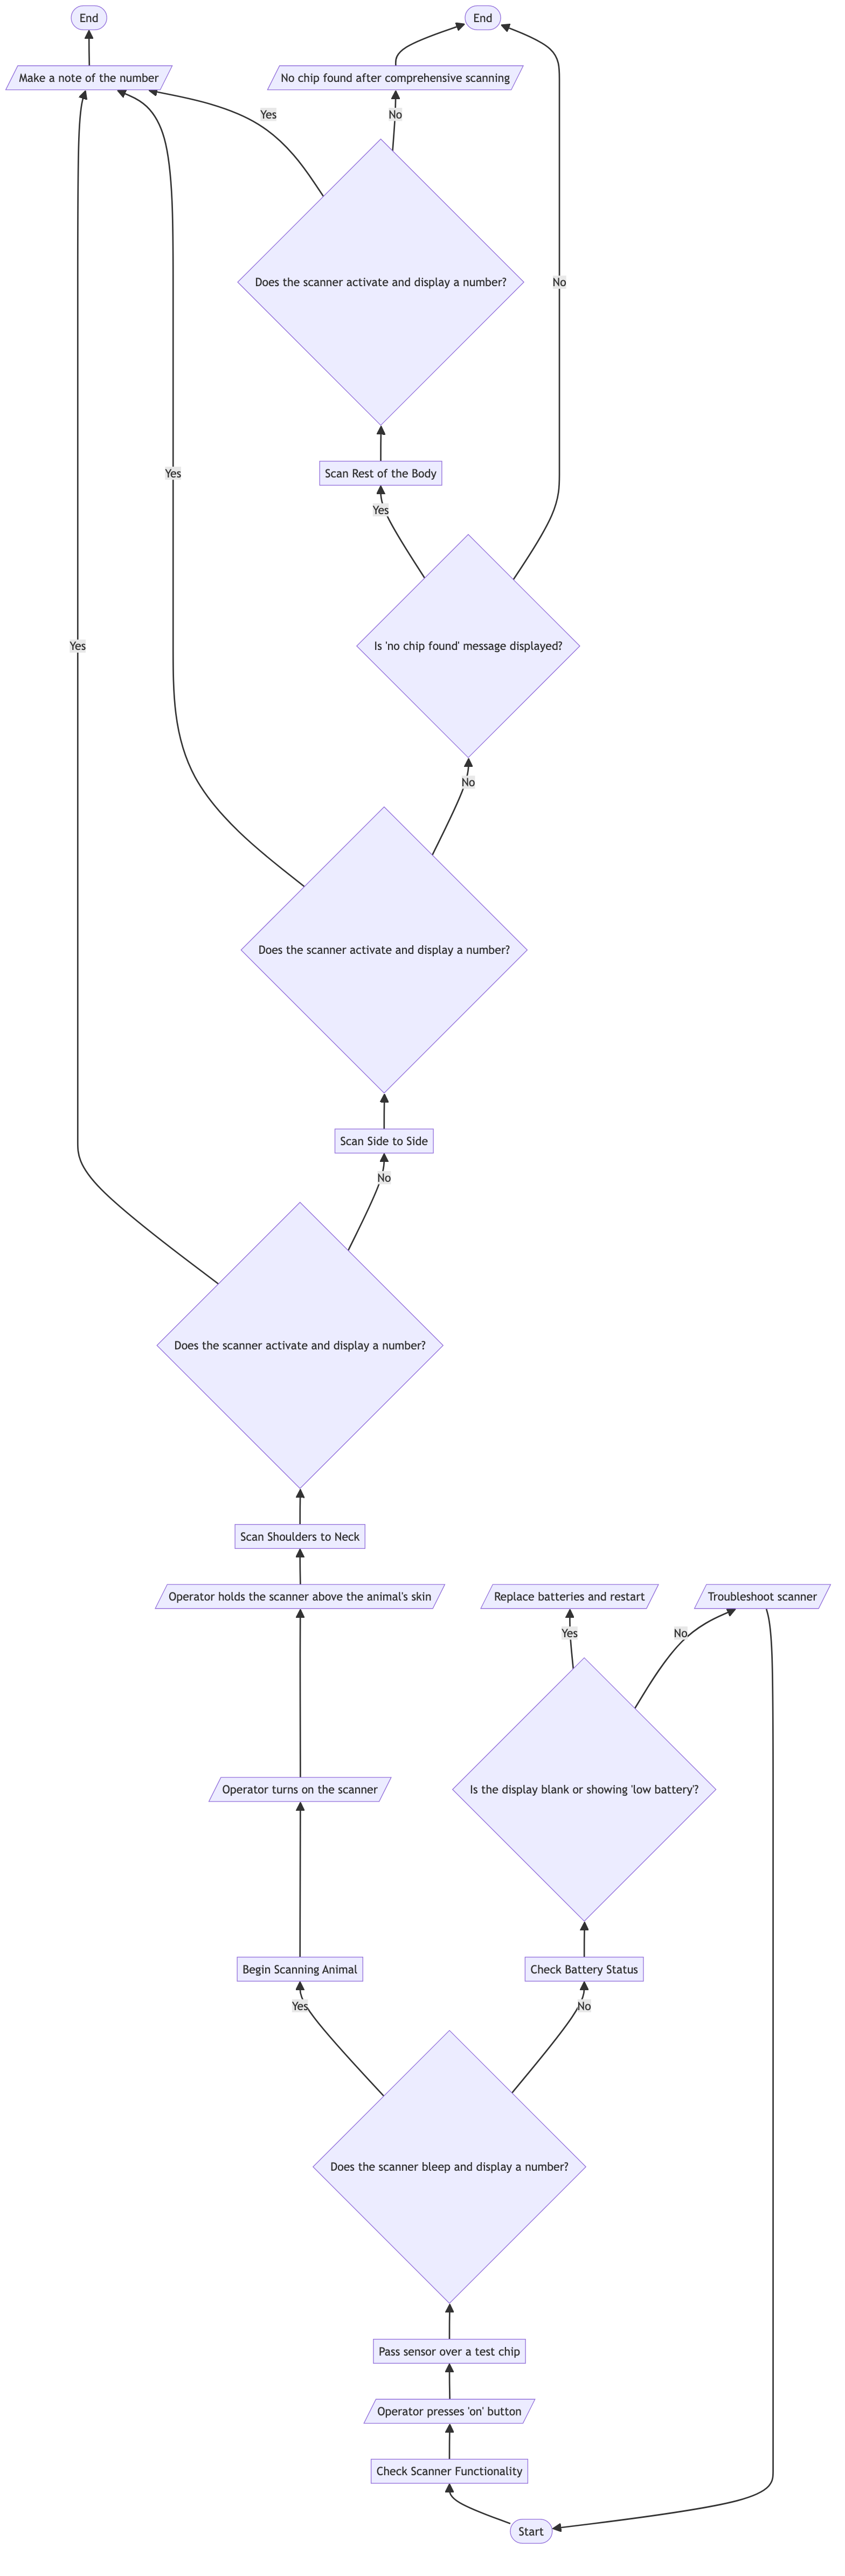 End
End
Make a note of the number
No chip found after comprehensive scanning
Yes
No
Does the scanner activate and display a number?
No
Scan Rest of the Body
Yes
Yes
Is 'no chip found' message displayed?
Yes
No
Does the scanner activate and display a number?
Scan Side to Side
No
Does the scanner activate and display a number?
Scan Shoulders to Neck
Operator holds the scanner above the animal's skin
Replace batteries and restart
Troubleshoot scanner
Yes
No
Operator turns on the scanner
Is the display blank or showing 'low battery'?
Begin Scanning Animal
Check Battery Status
Yes
No
Does the scanner bleep and display a number?
Pass sensor over a test chip
Operator presses 'on' button
Check Scanner Functionality
Start